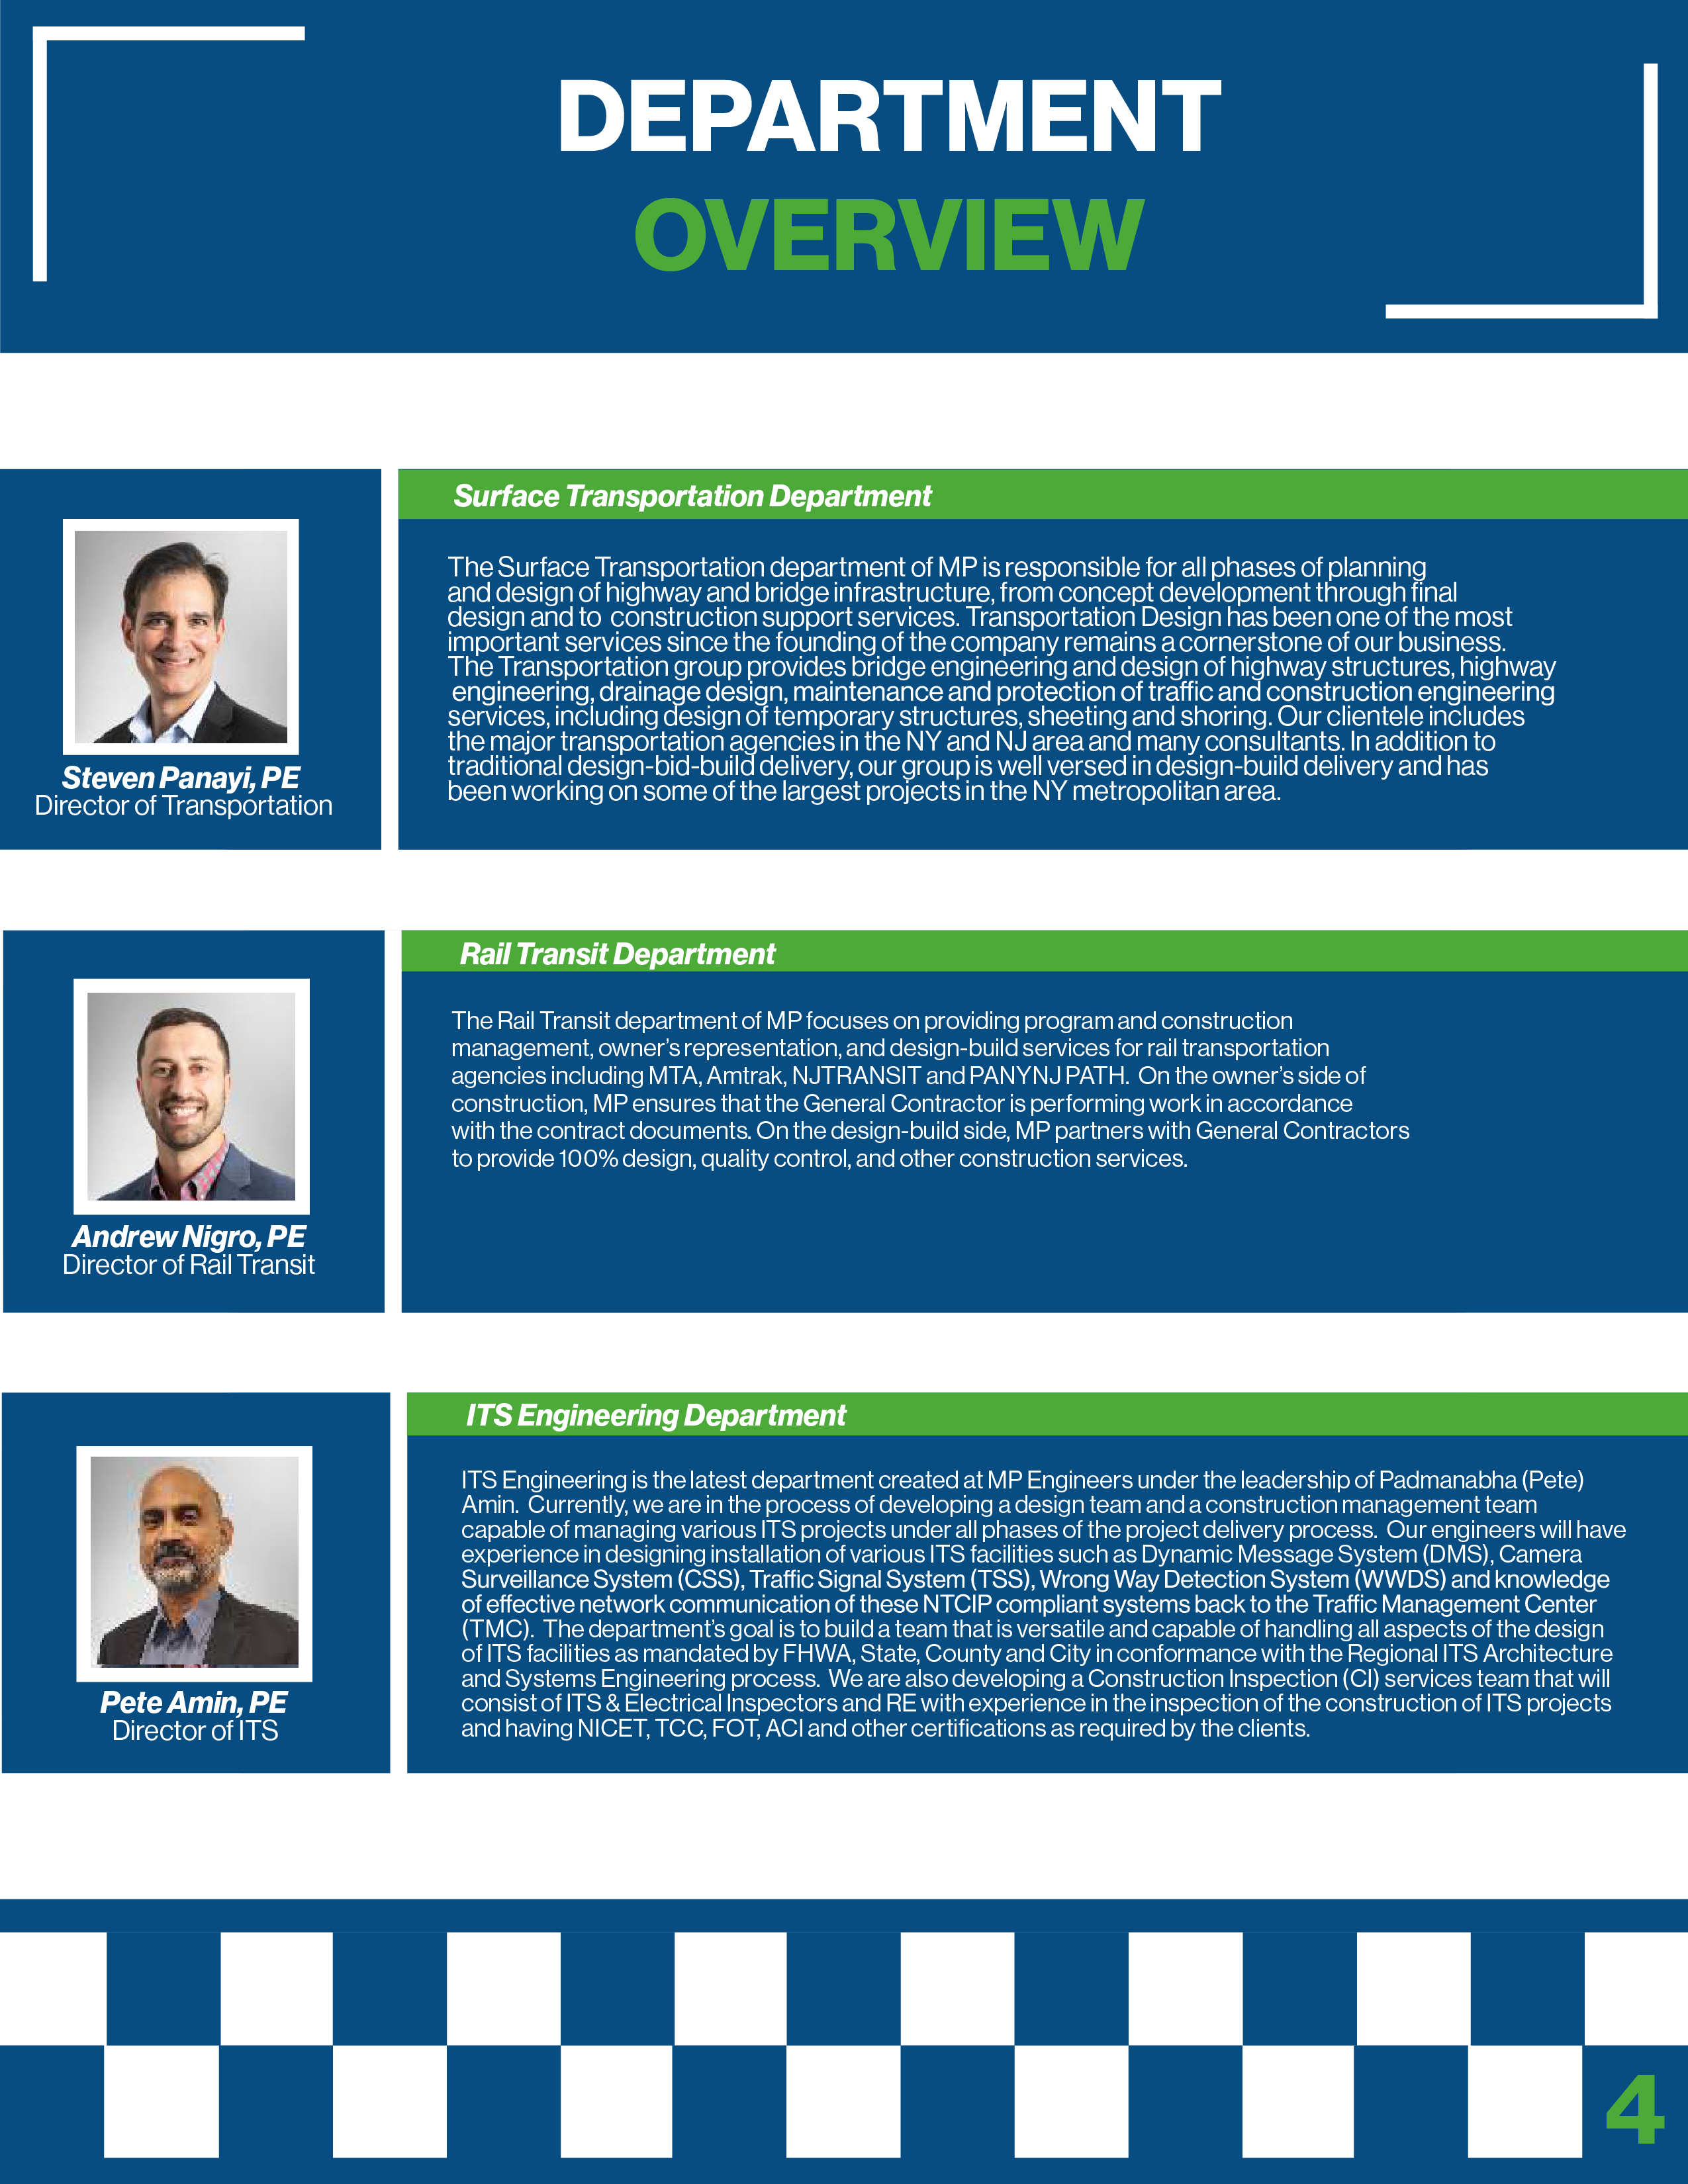 DEPARTMENT
OVERVIEW
Surface Transportation Department
The Surface Transportation department of MP is responsible for all phases of planning
and design of highway and bridge infrastructure, from concept development through final
design and to construction support services. Transportation Design has been one of the most
important services since the founding of the company remains a cornerstone of our business.
The Transportation group provides bridge engineering and design of highway structures, highway
engineering, drainage design, maintenance and protection of traffic and construction engineering
services, including design of temporary structures, sheeting and shoring. Our clientele includes
the major transportation agencies in the NY and NJ area and many consultants. In addition to
traditional design-bid-build delivery, our group is well versed in design-build delivery and has
been working on some of the largest projects in the NY metropolitan area.
Steven Panayi, PE
Director of Transportation
Rail Transit Department
The Rail Transit department of MP focuses on providing program and construction
management, owner's representation, and design-build services for rail transportation
agencies including MTA, Amtrak, NJTRANSIT and PANYNJ PATH. On the owner's side of
construction, MP ensures that the General Contractor is performing work in accordance
with the contract documents. On the design-build side, MP partners with General Contractors
to provide 100% design, quality control, and other construction services.
Andrew Nigro, PE
Director of Rail Transit
ITS Engineering Department
ITS Engineering is the latest department created at MP Engineers under the leadership of Padmanabha (Pete)
Amin. Currently, we are in the process of developing a design team and a construction management team
capable of managing various ITS projects under all phases of the project delivery process. Our engineers will have
experience in designing installation of various ITS facilities such as Dynamic Message System (DMS), Camera
Surveillance System (CSS), Traffic Signal System (TSS), Wrong Way Detection System (WWDS) and knowledge
of effective network communication of these NTCIP compliant systems back to the Traffic Management Center
(TMC). The department's goal is to build a team that is versatile and capable of handling all aspects of the design
of ITS facilities as mandated by FHWA, State, County and City in conformance with the Regional ITS Architecture
and Systems Engineering process. We are also developing a Construction Inspection (CI) services team that will
consist of ITS & Electrical Inspectors and RE with experience in the inspection of the construction of ITS projects
and having NICET, TCC, FOT, ACI and other certifications as required by the clients.
Pete Amin, PE
Director of ITS
4